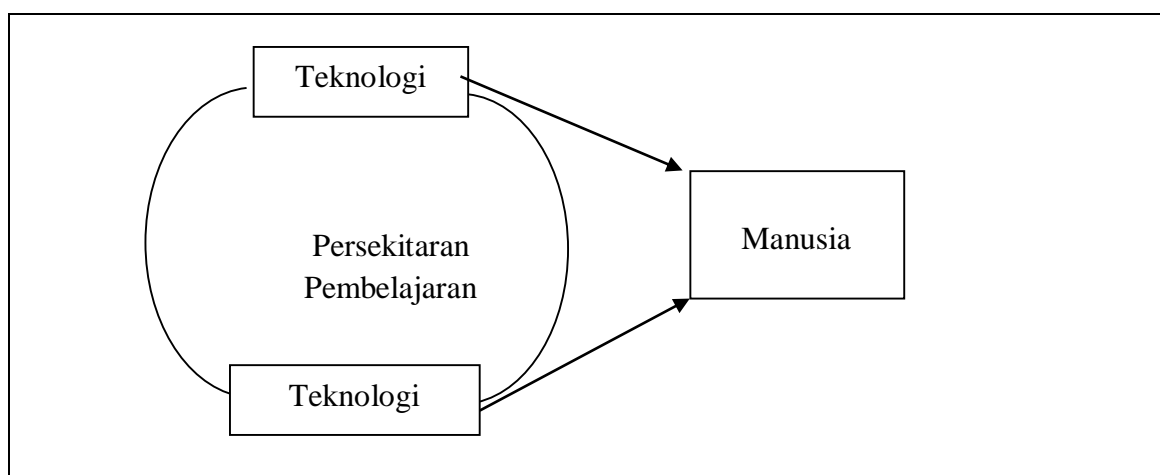 Teknologi
Manusia
Persekitaran
Pembelajaran
Teknologi